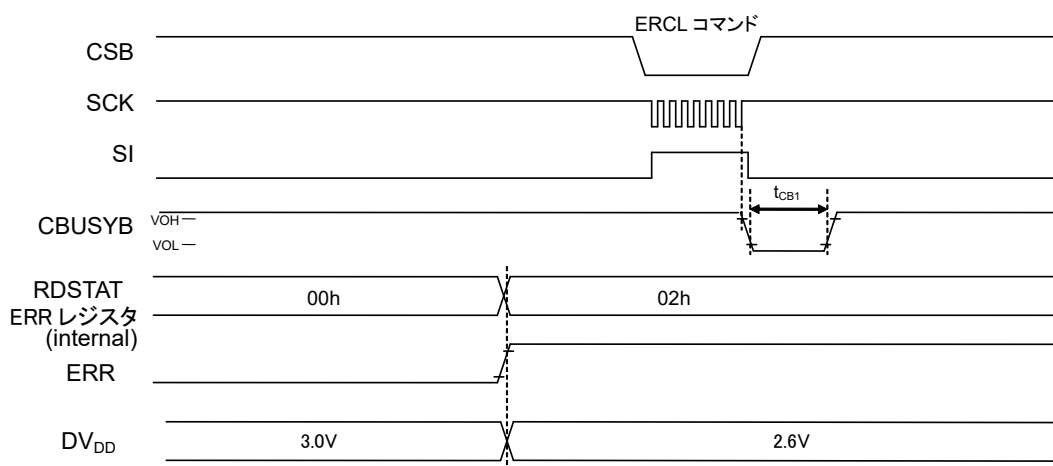 ERCL コマンド
CSB
SCK
SI
tCB1
CBUSYB
VOH
VOL
RDSTAT
ERR レジスタ
(internal)
00h
02h
ERR
DVDD
3.0V
2.6V